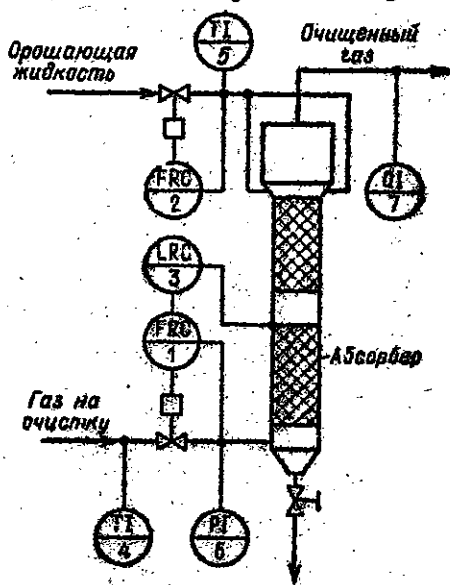 Орошающая
жидкость
TI
5
Очищенный
газ
FRC
2
QI
7
LRC
3
FRC
1
Абсорбер
Газ на
очистку
TI
4
PI
6